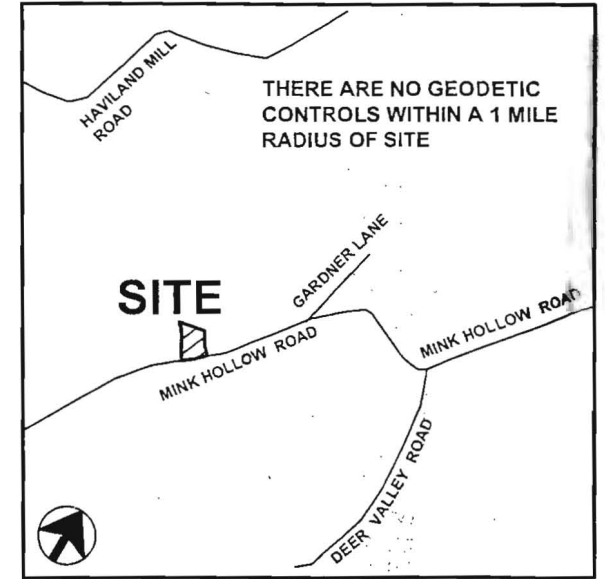 HAVILAND MILL
ROAD
THERE ARE NO GEODETIC
CONTROLS WITHIN A 1 MILE
RADIUS OF SITE
GARDNER LANE
SITE
MINK HOLLOW ROAD
MINK HOLLOW ROAD
DEER VALLEY ROAD